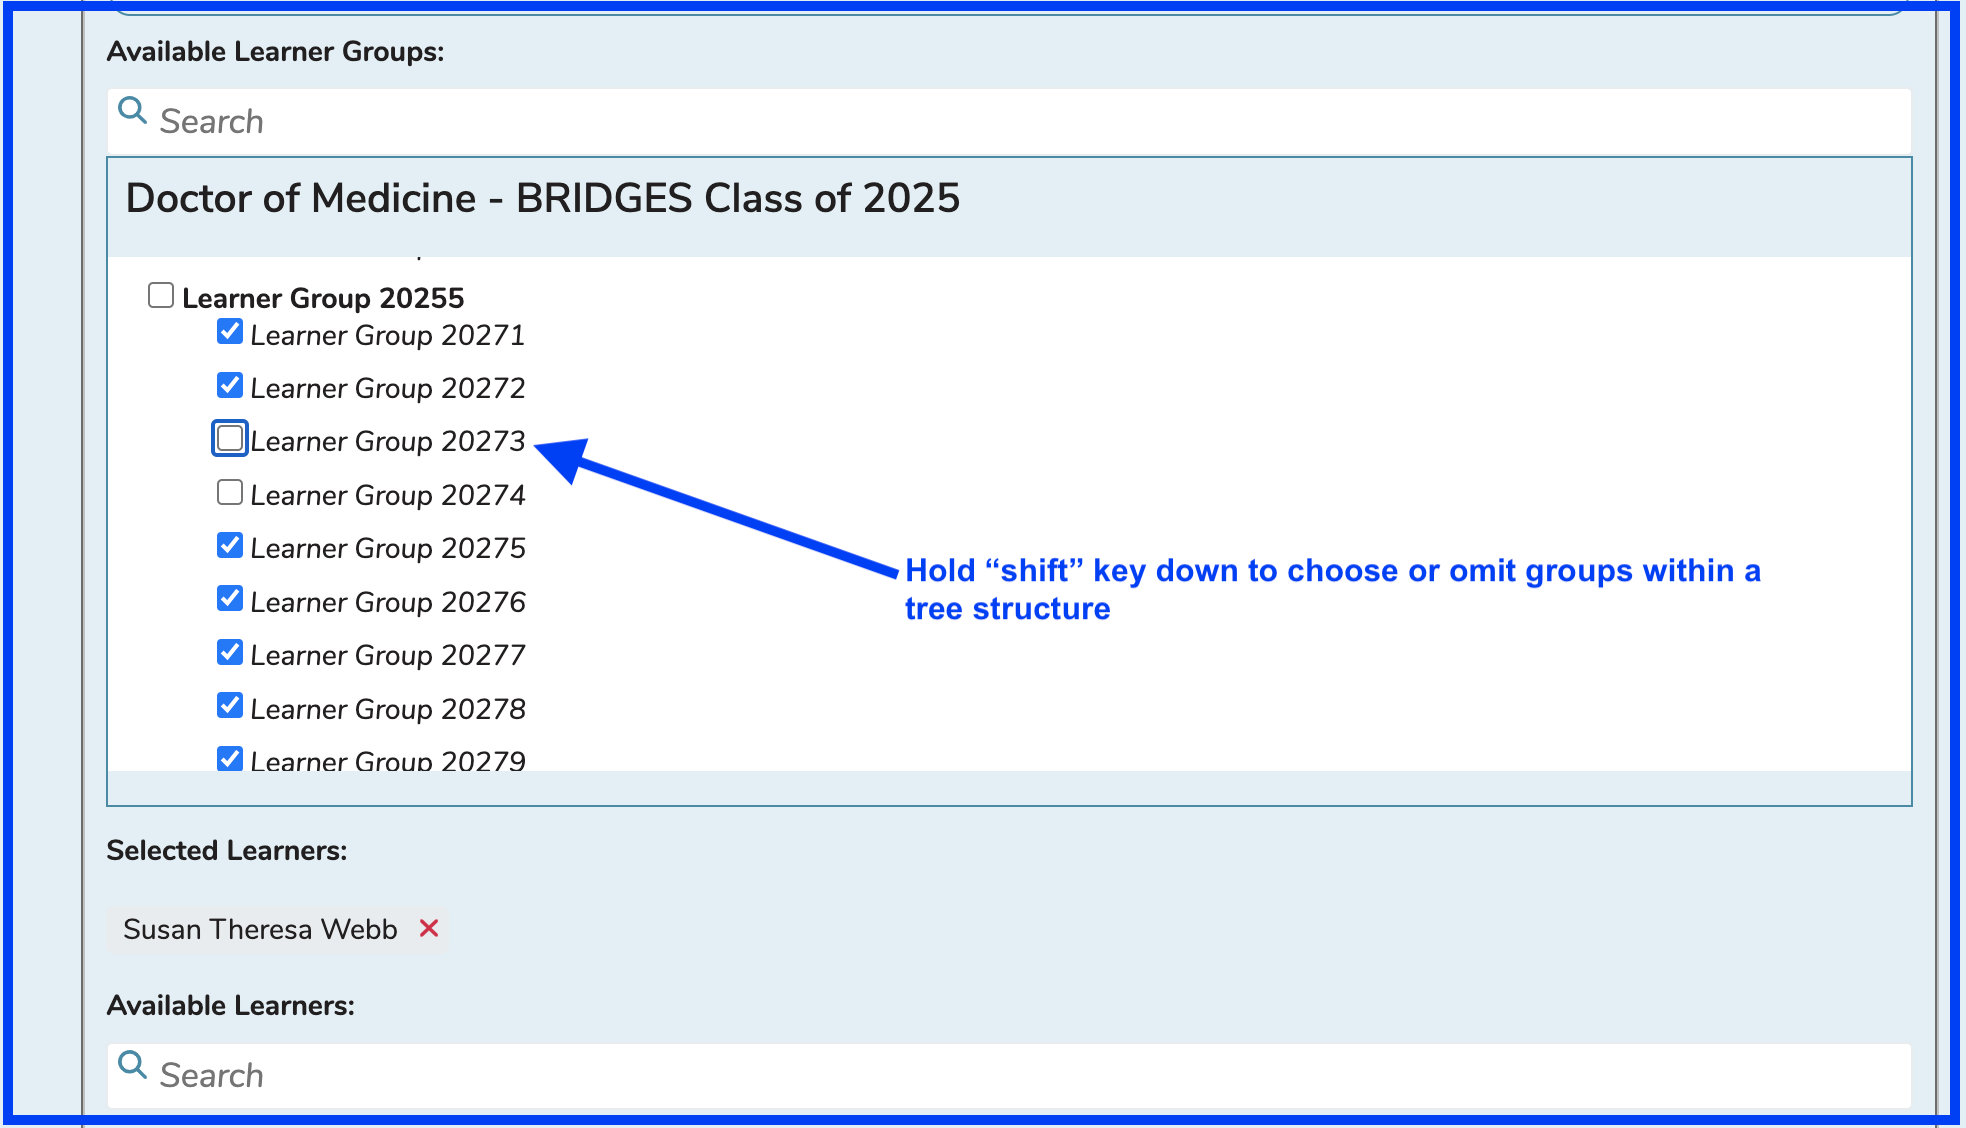 Available Learner Groups:
Search
Doctor of Medicine - BRIDGES Class of 2025
Learner Group 20255
Learner Group 20271
Learner Group 20272
Learner Group 20273
Learner Group 20274
Learner Group 20275
Learner Group 20276
Learner Group 20277
Learner Group 20278
Learner Group 20279
Hold “shift” key down to choose or omit groups within a
tree structure
Selected Learners:
Susan Theresa Webb
Available Learners:
Search